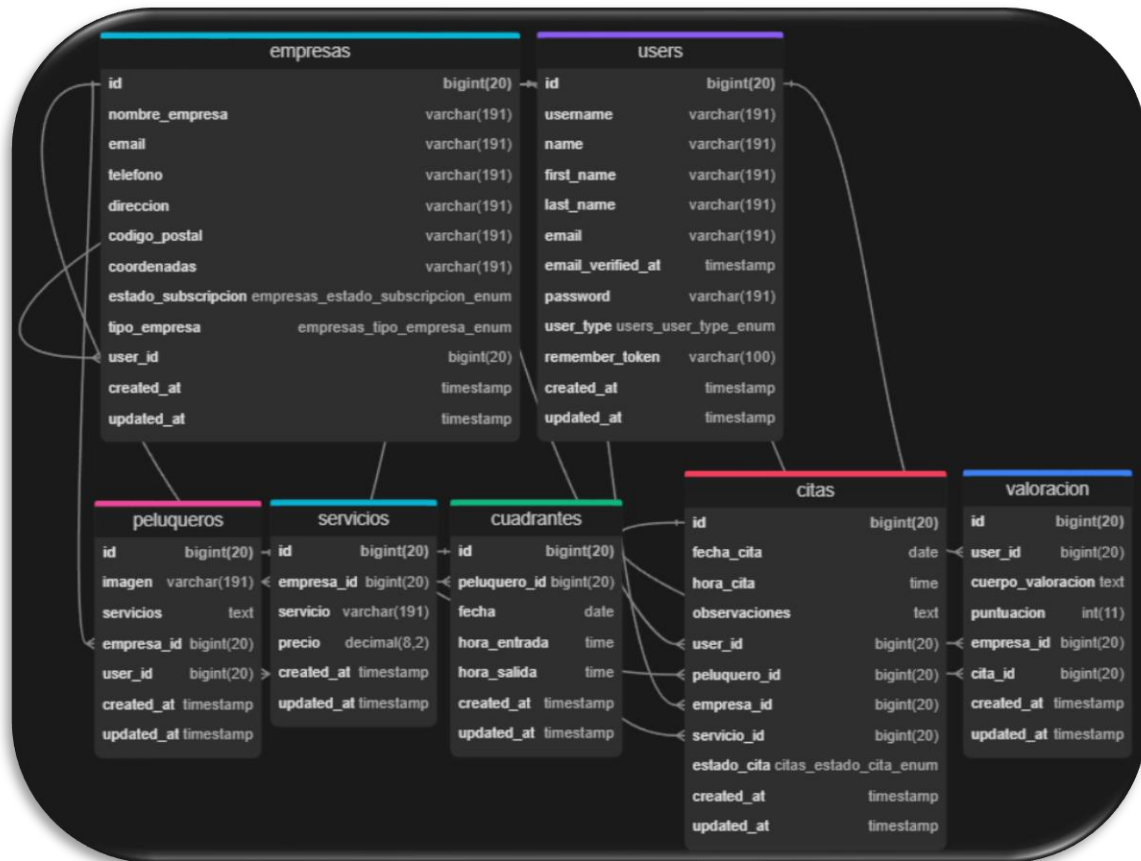 empresas
id bigint(20)
nombre_empresa varchar(191)
email varchar(191)
telefono varchar(191)
direccion varchar(191)
codigo_postal varchar(191)
coordenadas varchar(191)
estado_subscripcion empresas_estado_subscripcion_enum
tipo_empresa empresas_tipo_empresa_enum
user_id bigint(20)
created_at timestamp
updated_at timestamp
users
id bigint(20)
username varchar(191)
name varchar(191)
first_name varchar(191)
last_name varchar(191)
email varchar(191)
email_verified_at timestamp
password varchar(191)
user_type users_user_type_enum
remember_token varchar(100)
created_at timestamp
updated_at timestamp
peluqueros
id bigint(20)
imagen varchar(191)
servicios text
empresa_id bigint(20)
user_id bigint(20)
created_at timestamp
updated_at timestamp
servicios
id bigint(20)
empresa_id bigint(20)
servicio varchar(191)
precio decimal(8,2)
created_at timestamp
updated_at timestamp
cuadrantes
id bigint(20)
peluquero_id bigint(20)
fecha date
hora_entrada time
hora_salida time
created_at timestamp
updated_at timestamp
citas
id bigint(20)
fecha_cita date
hora_cita time
observaciones text
user_id bigint(20)
peluquero_id bigint(20)
empresa_id bigint(20)
servicio_id bigint(20)
estado_cita citas_estado_cita_enum
created_at timestamp
updated_at timestamp
valoracion
id bigint(20)
user_id bigint(20)
cuerpo_valoracion text
puntuacion int(11)
empresa_id bigint(20)
cita_id bigint(20)
created_at timestamp
updated_at timestamp